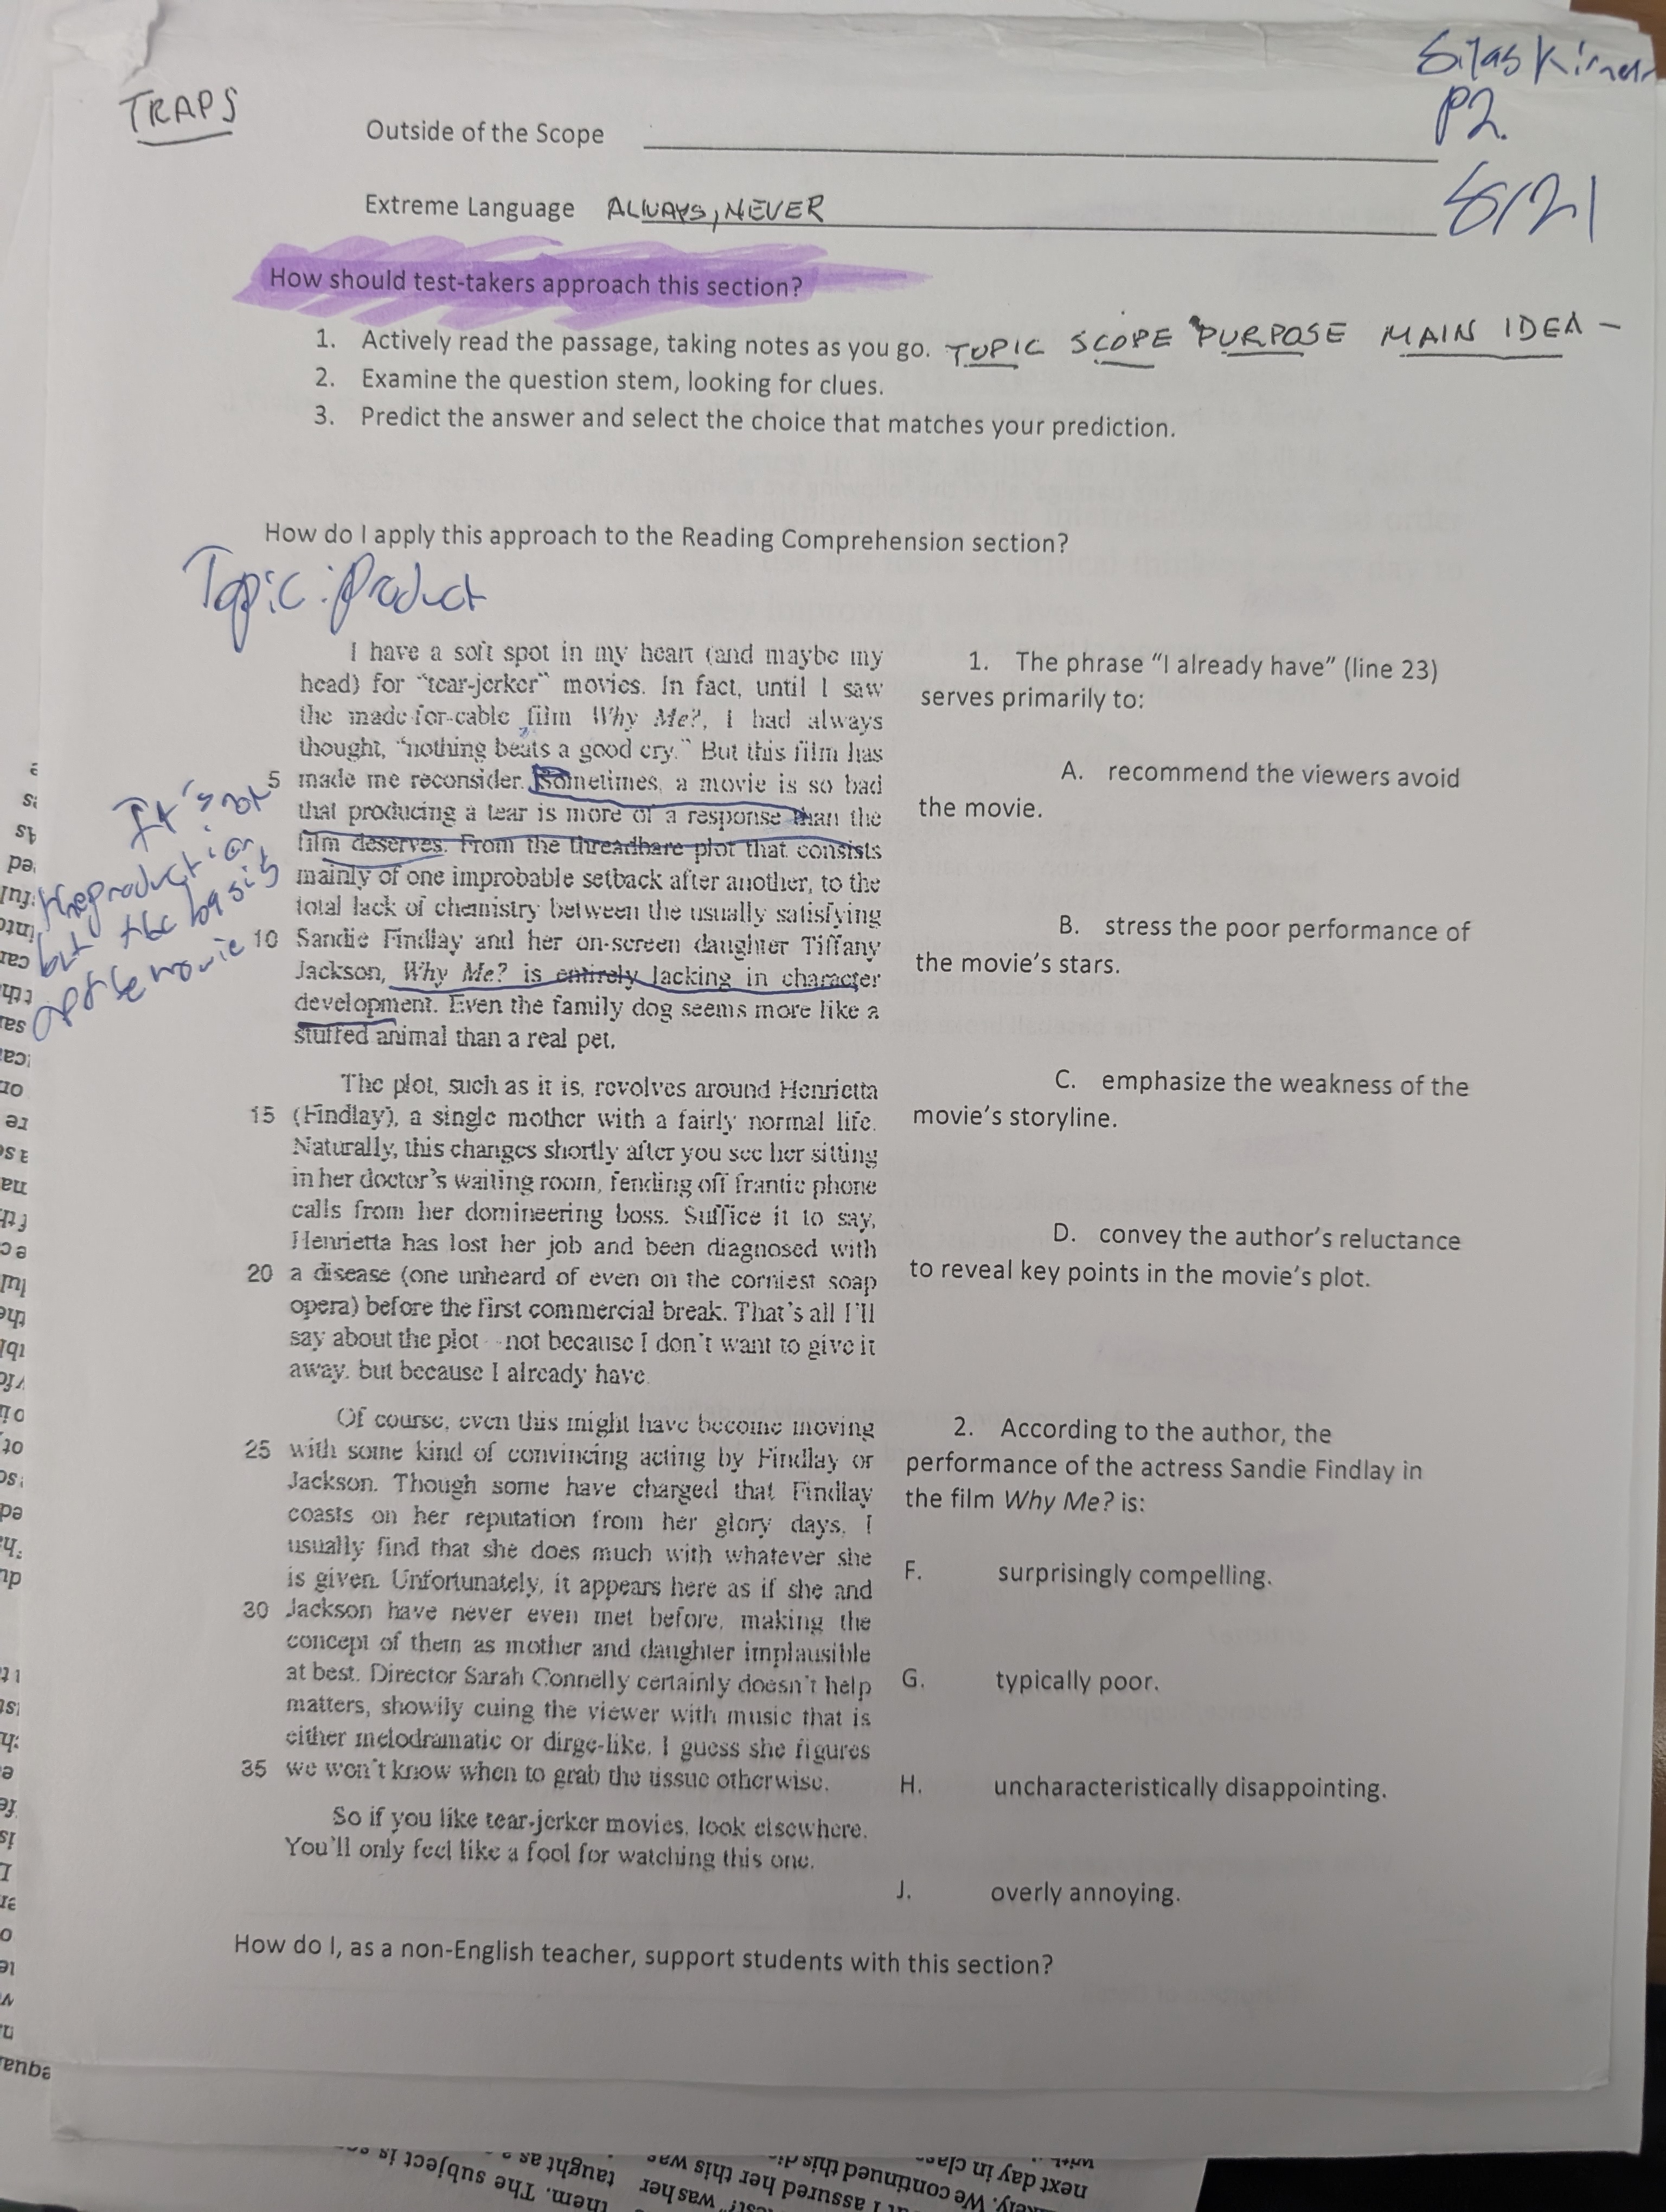 Silas
TRAPS
P2.
Outside of the Scope
8/21
Extreme Language ALWAYS, NEVER
How should test-takers approach this section?
1. Actively read the passage, taking notes as you go. TOPIC SCOPE PURPOSE MAIN IDEA –
2. Examine the question stem, looking for clues.
3. Predict the answer and select the choice that matches your prediction.
How do I apply this approach to the Reading Comprehension section?
Topic: Product
It's not
the production
but the basis
of the movie
I have a soft spot in my heart (and maybe my
head) for "tear-jerker" movies. In fact, until I saw
the made-for-cable film Why Me?, I had always
thought, "nothing beats a good cry." But this film has
5 made me reconsider. Sometimes, a movie is so bad
that producing a tear is more of a response than the
film deserves. From the threadbare plot that consists
mainly of one improbable setback after another, to the
total lack of chemistry between the usually satisfying
10 Sandie Findlay and her on-screen daughter Tiffany
Jackson, Why Me? is entirely lacking in character
development. Even the family dog seems more like a
stuffed animal than a real pet.
The plot, such as it is, revolves around Henrietta
15 (Findlay), a single mother with a fairly normal life.
Naturally, this changes shortly after you see her sitting
in her doctor's waiting room, fending off frantic phone
calls from her domineering boss. Suffice it to say,
Henrietta has lost her job and been diagnosed with
20 a disease (one unheard of even on the corniest soap
opera) before the first commercial break. That's all I'll
say about the plot—not because I don't want to give it
away, but because I already have.
Of course, even this might have become moving
25 with some kind of convincing acting by Findlay or
Jackson. Though some have charged that Findlay
coasts on her reputation from her glory days, I
usually find that she does much with whatever she
is given. Unfortunately, it appears here as if she and
30 Jackson have never even met before, making the
concept of them as mother and daughter implausible
at best. Director Sarah Connelly certainly doesn't help
matters, showily cuing the viewer with music that is
either melodramatic or dirge-like. I guess she figures
35 we won't know when to grab the tissue otherwise.
So if you like tear-jerker movies, look elsewhere.
You'll only feel like a fool for watching this one.
1. The phrase "I already have" (line 23)
serves primarily to:
A. recommend the viewers avoid
the movie.
B. stress the poor performance of
the movie's stars.
C. emphasize the weakness of the
movie's storyline.
D. convey the author's reluctance
to reveal key points in the movie's plot.
2. According to the author, the
performance of the actress Sandie Findlay in
the film Why Me? is:
F. surprisingly compelling.
G. typically poor.
H. uncharacteristically disappointing.
J. overly annoying.
How do I, as a non-English teacher, support students with this section?
them. The subject is
taught as
her this was
next day in class
We continued this
I assured her this was